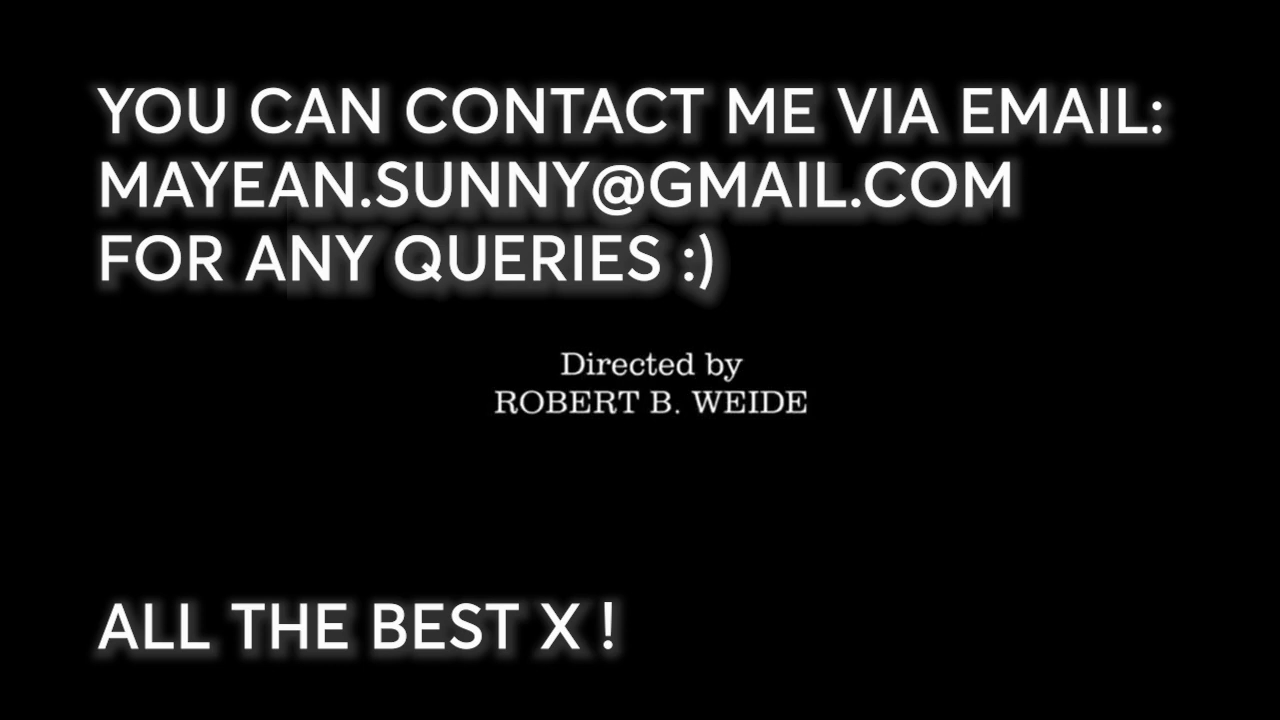 YOU CAN CONTACT ME VIA EMAIL:
MAYEAN.SUNNY@GMAIL.COM
FOR ANY QUERIES :)
Directed by
ROBERT B. WEIDE
ALL THE BEST X !